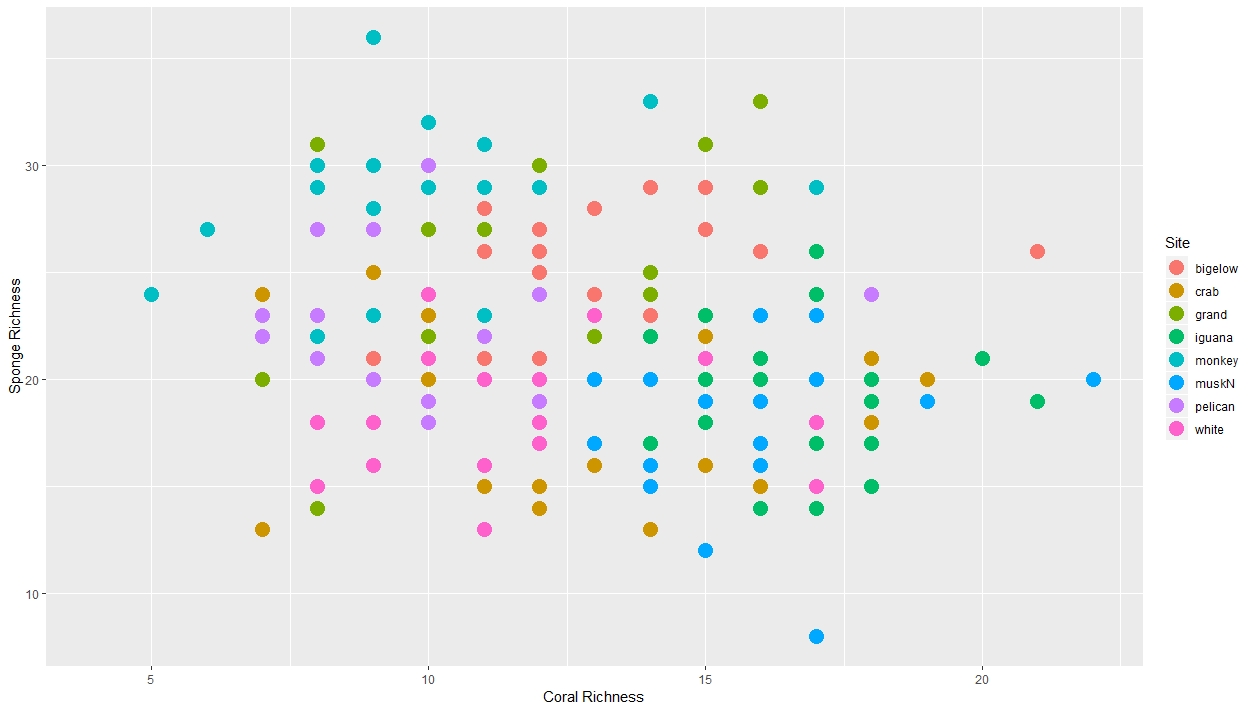 Sponge Richness
30
20
10
5
10
15
20
Coral Richness
Site
bigelow
crab
grand
iguana
monkey
muskN
pelican
white